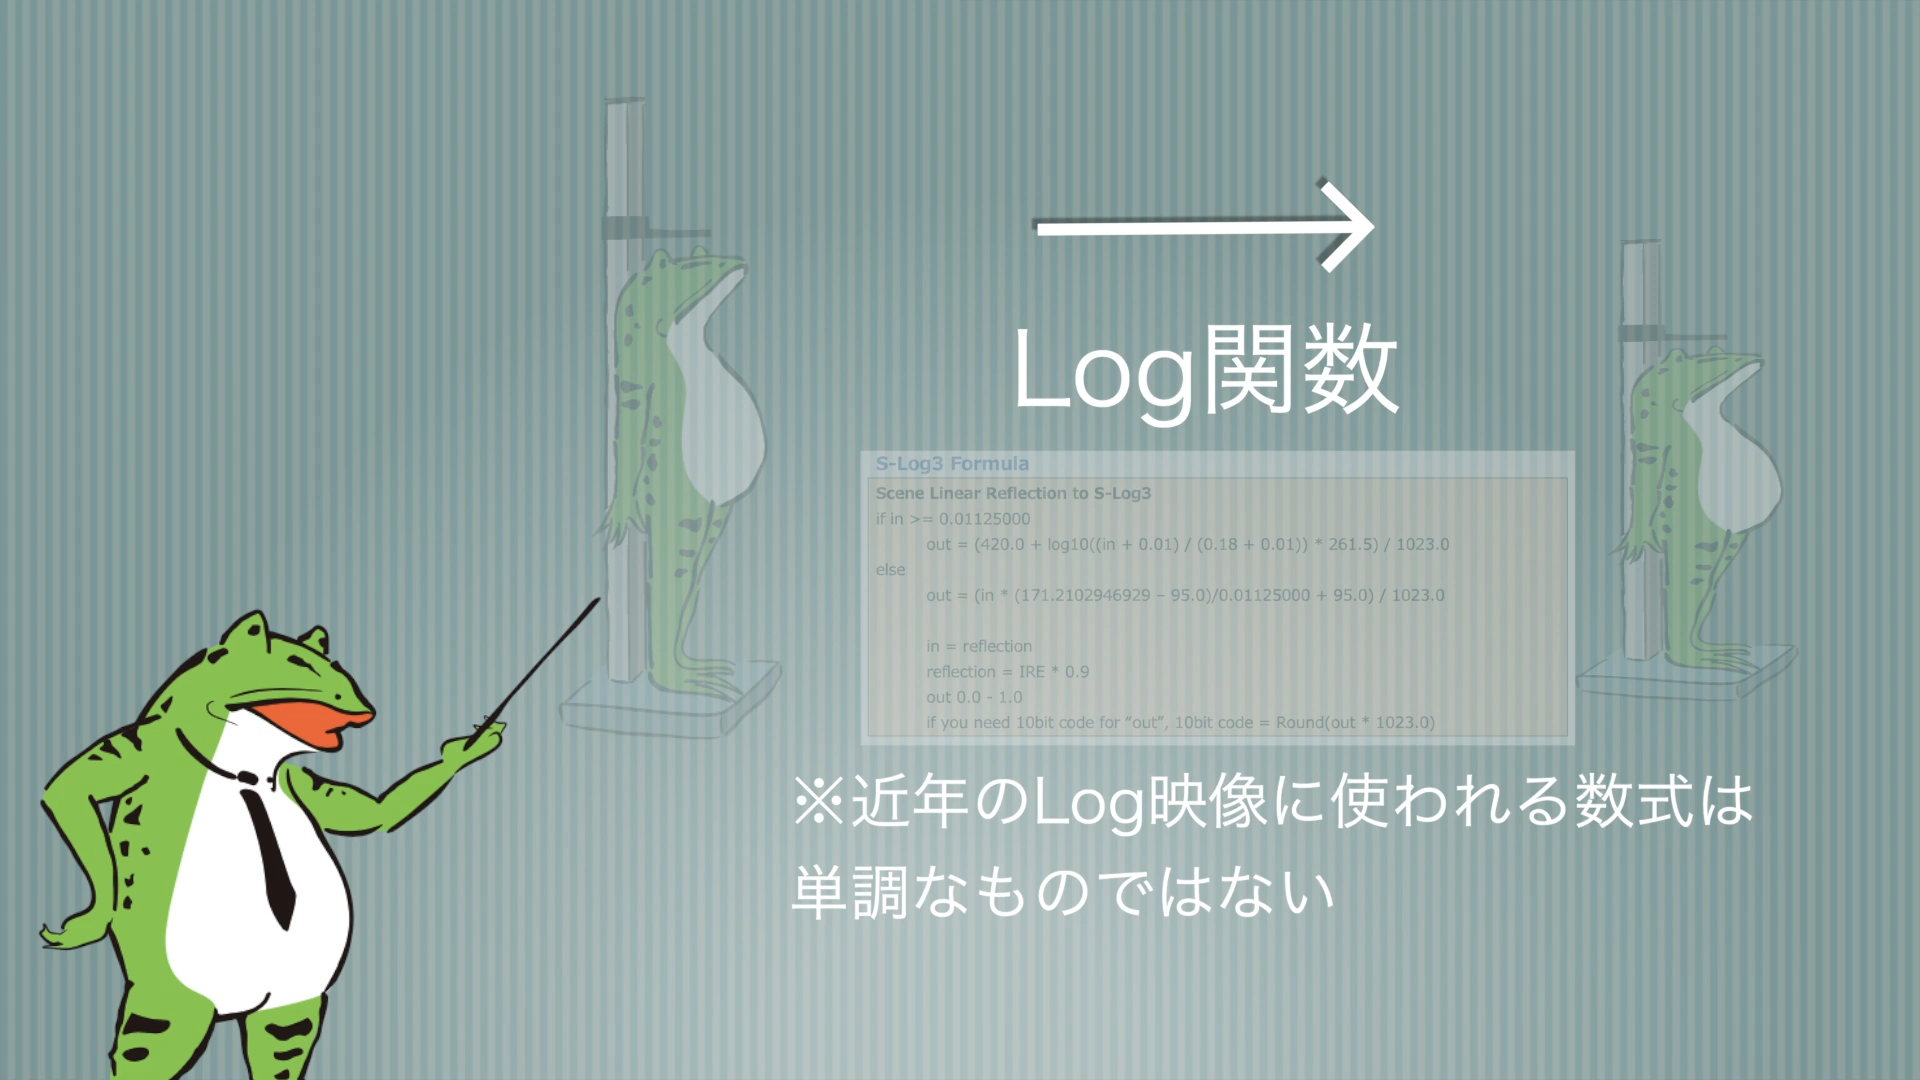 Log関数
S-Log3 Formula
Scene Linear Reflection to S-Log3
if in >= 0.01125000
out = (420.0 + log10((in + 0.01) / (0.18 + 0.01)) * 261.5) / 1023.0
else
out = (in * (171.2102946929 – 95.0)/0.01125000 + 95.0) / 1023.0
in = reflection
reflection = IRE * 0.9
out 0.0 - 1.0
if you need 10bit code for “out”, 10bit code = Round(out * 1023.0)
※近年のLog映像に使われる数式は
単調なものではない